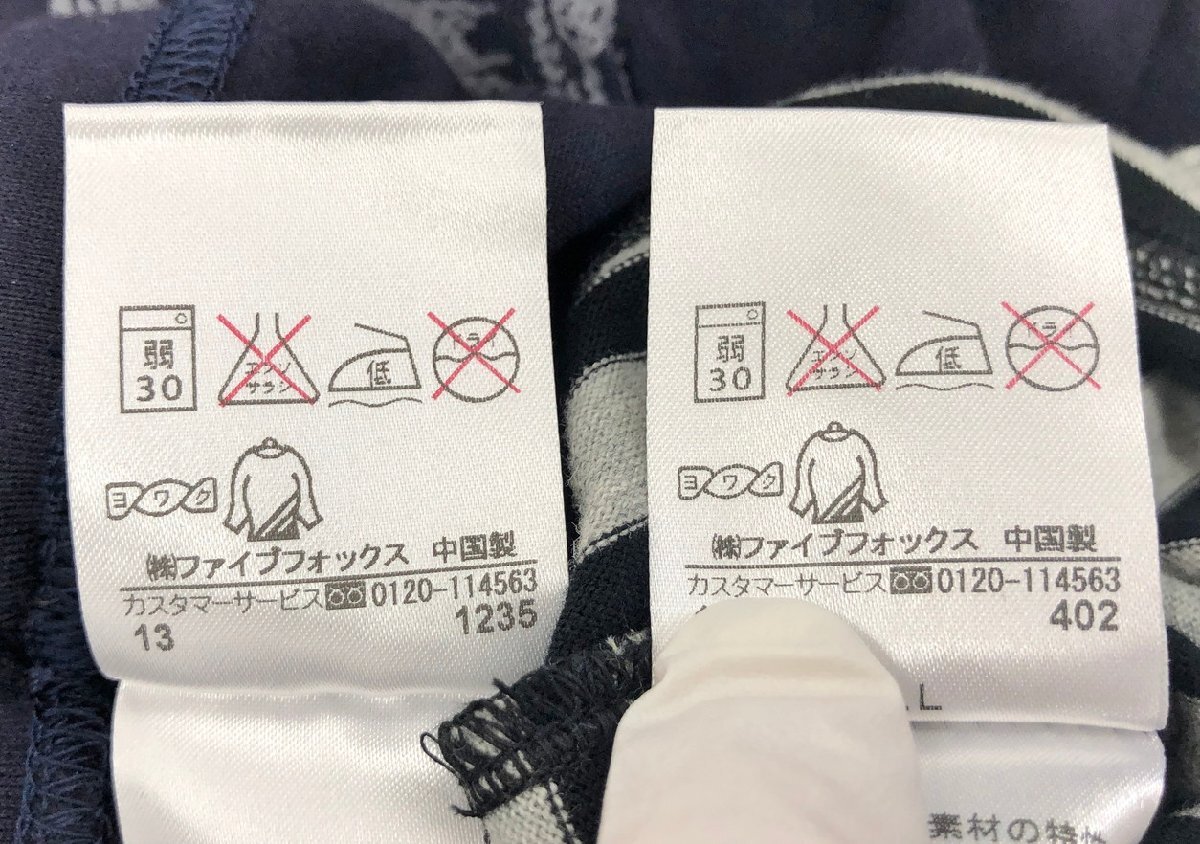 弱
30
エンソ
サラシ
低
ドライ
ヨワク
㈱ファイブフォックス 中国製
カスタマーサービス 0120-114563
13 1235
弱
30
エンソ
サラシ
低
ドライ
ヨワク
㈱ファイブフォックス 中国製
カスタマーサービス 0120-114563
402
L
素材の特性